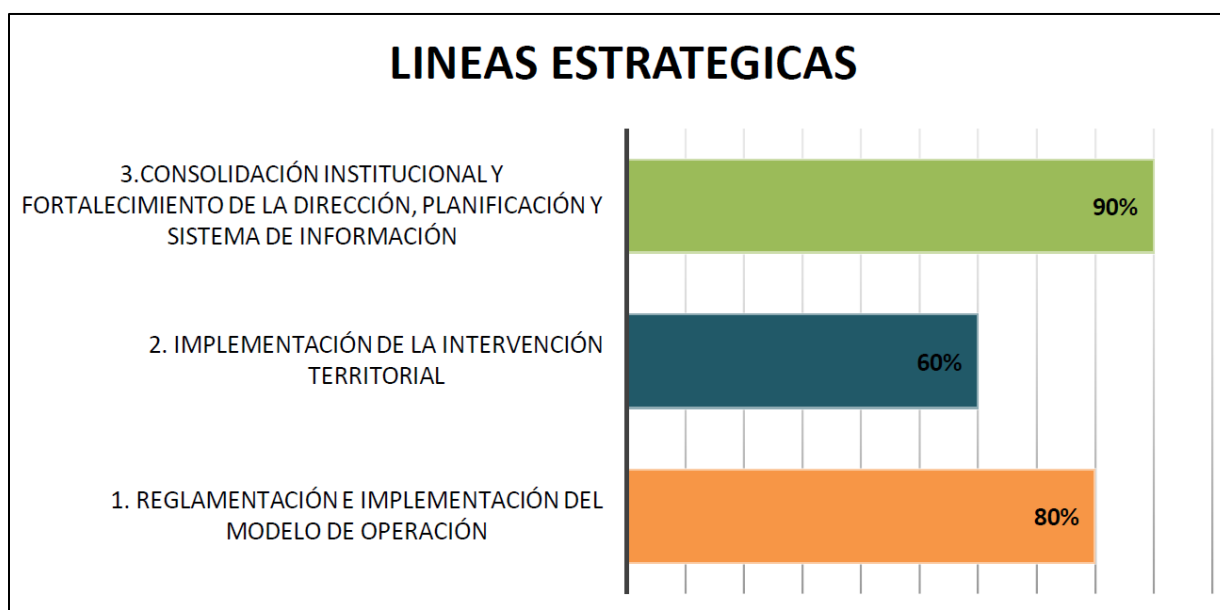 LINEAS ESTRATEGICAS
3.CONSOLIDACIÓN INSTITUCIONAL Y
FORTALECIMIENTO DE LA DIRECCIÓN, PLANIFICACIÓN Y
SISTEMA DE INFORMACIÓN
90%
2. IMPLEMENTACIÓN DE LA INTERVENCIÓN
TERRITORIAL
60%
1. REGLAMENTACIÓN E IMPLEMENTACIÓN DEL
MODELO DE OPERACIÓN
80%